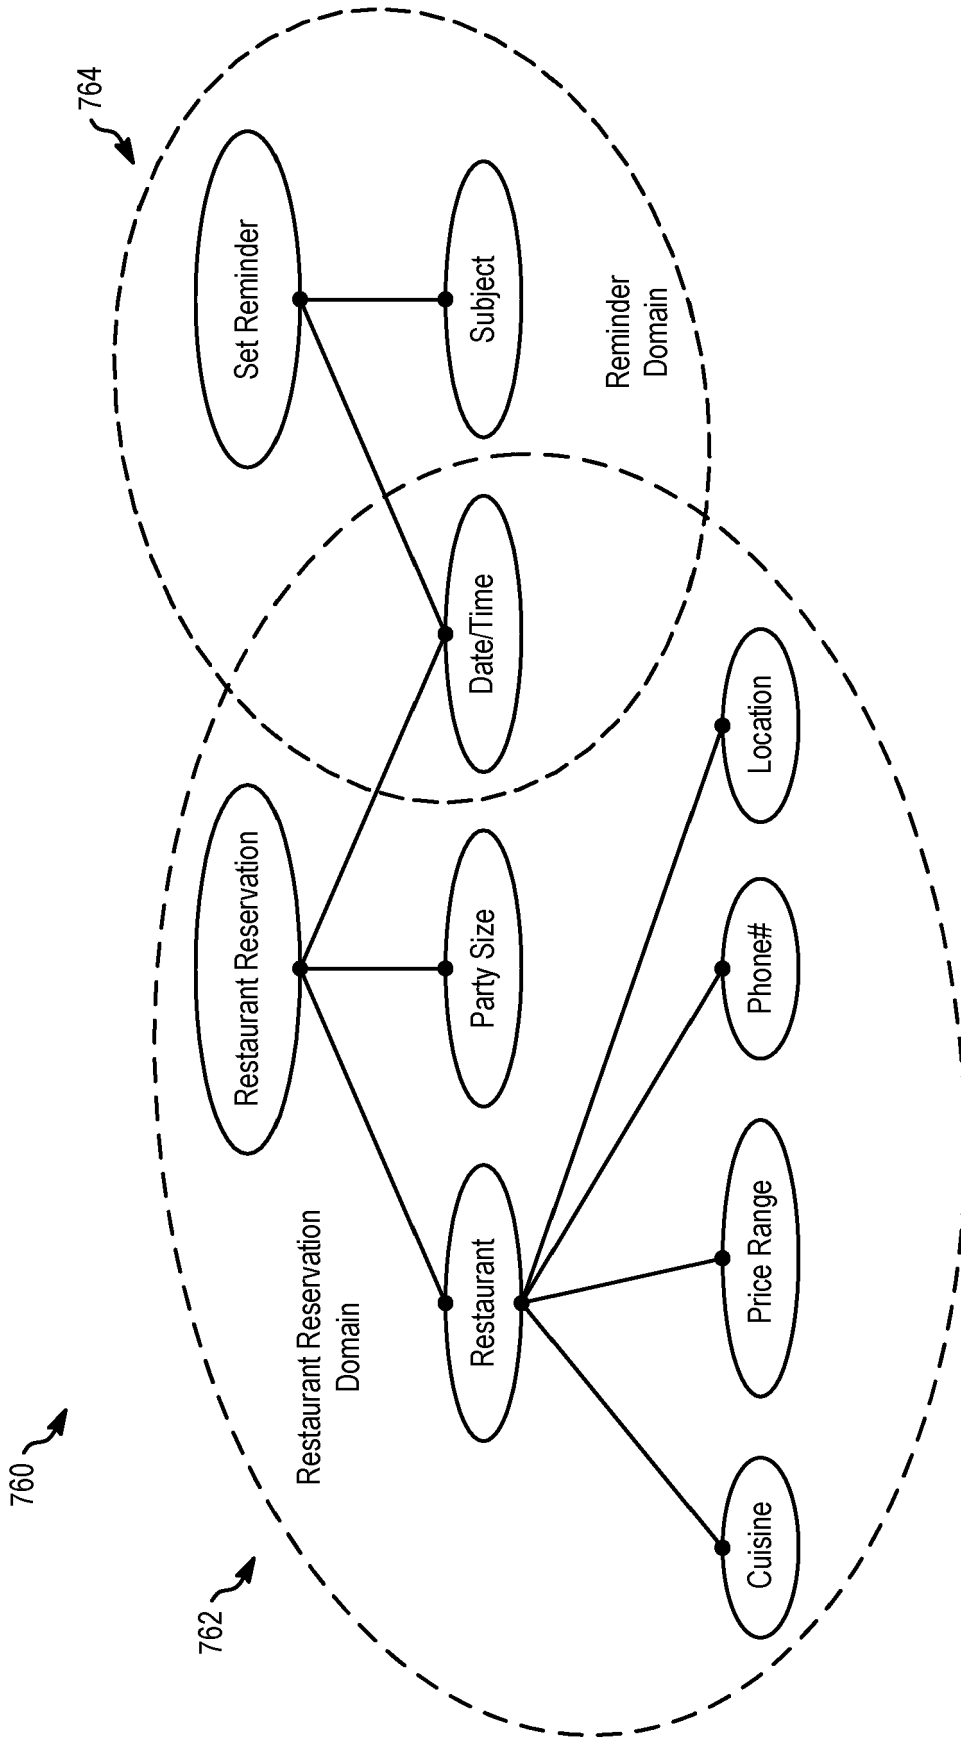 760
762
764
Restaurant Reservation
Set Reminder
Restaurant Reservation
Domain
Restaurant
Party Size
Date/Time
Subject
Reminder
Domain
Cuisine
Price Range
Phone#
Location